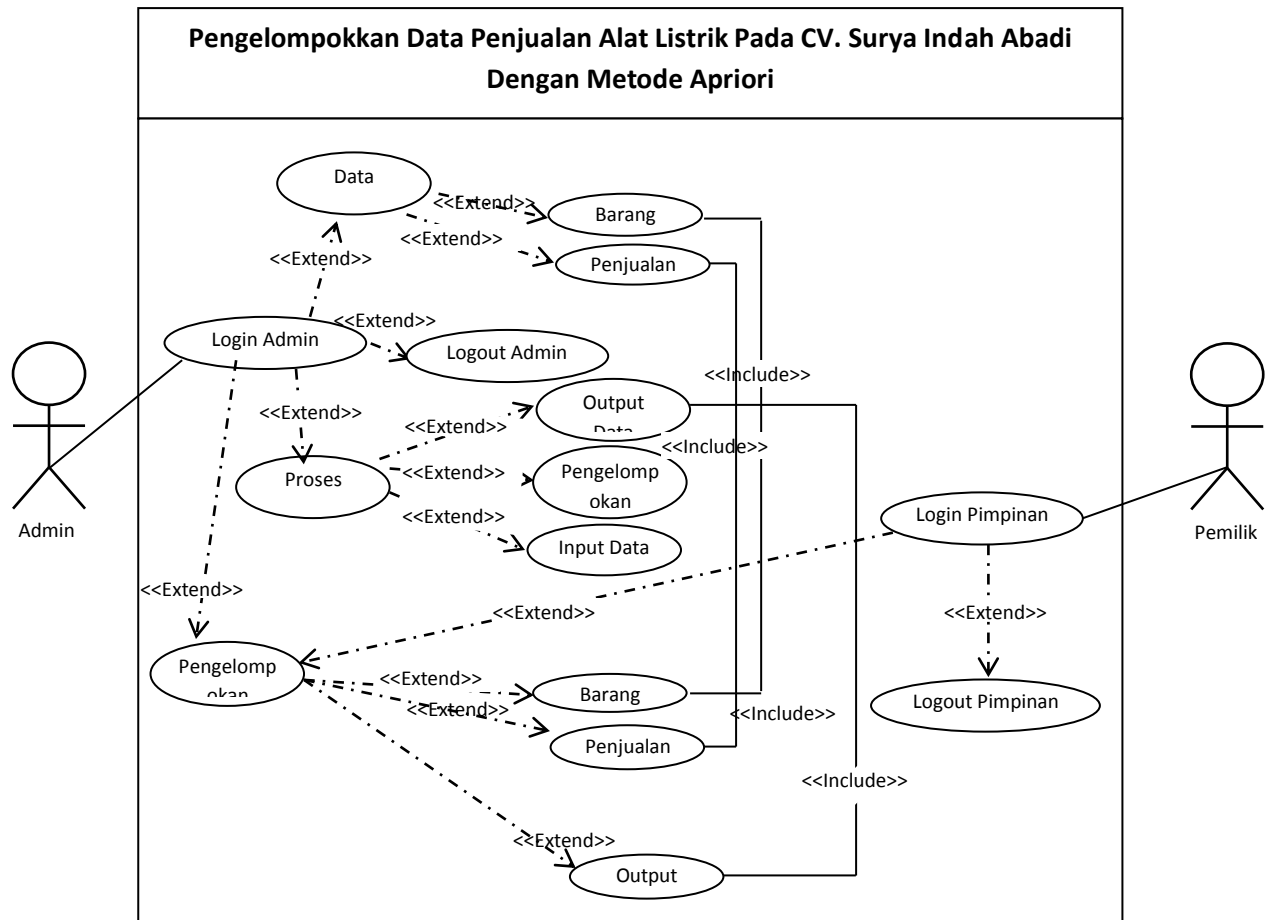 Pengelompokkan Data Penjualan Alat Listrik Pada CV. Surya Indah Abadi
Dengan Metode Apriori
Data
<<Extend>>
Barang
<<Extend>>
Penjualan
<<Extend>>
<<Extend>>
Login Admin
Logout Admin
<<Include>>
<<Extend>>
Output
Data
<<Extend>>
<<Include>>
Proses
<<Extend>>
Pengelomp
okan
<<Extend>>
Input Data
Admin
Login Pimpinan
Pemilik
<<Extend>>
<<Extend>>
<<Extend>>
Pengelomp
okan
<<Extend>>
Barang
<<Extend>>
Penjualan
<<Include>>
Logout Pimpinan
<<Include>>
<<Extend>>
Output